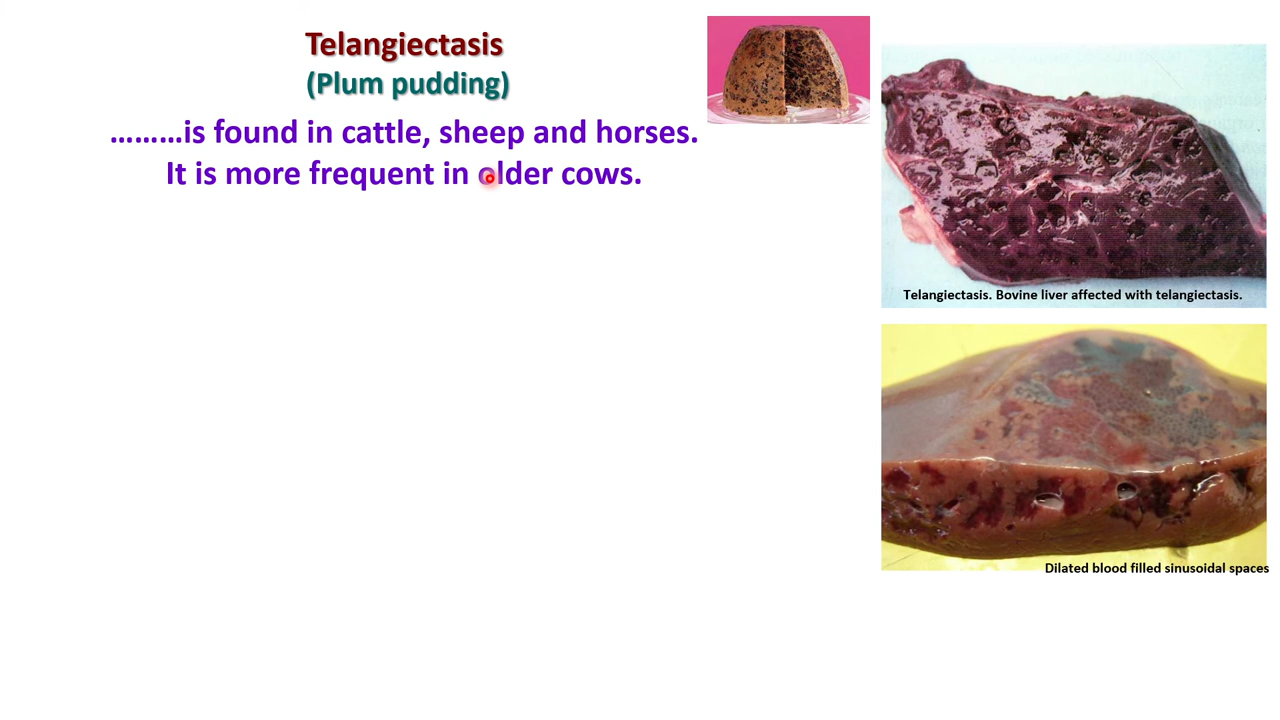 Telangiectasis
(Plum pudding)
………is found in cattle, sheep and horses.
It is more frequent in older cows.
Telangiectasis. Bovine liver affected with telangiectasis.
Dilated blood filled sinusoidal spaces